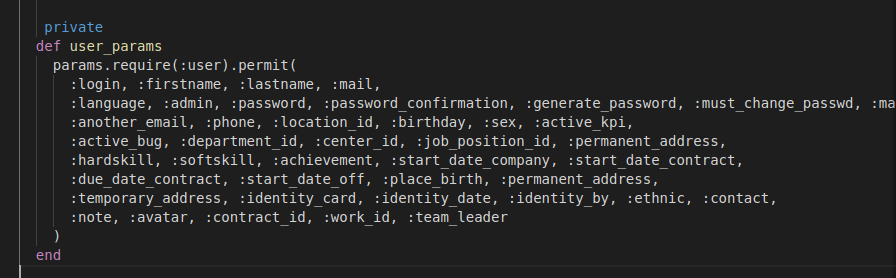 private
def user_params
params.require(:user).permit(
:login, :firstname, :lastname, :mail,
:language, :admin, :password, :password_confirmation, :generate_password, :must_change_passwd, :ma
:another_email, :phone, :location_id, :birthday, :sex, :active_kpi,
:active_bug, :department_id, :center_id, :job_position_id, :permanent_address,
:hardskill, :softskill, :achievement, :start_date_company, :start_date_contract,
:due_date_contract, :start_date_off, :place_birth, :permanent_address,
:temporary_address, :identity_card, :identity_date, :identity_by, :ethnic, :contact,
:note, :avatar, :contract_id, :work_id, :team_leader
)
end